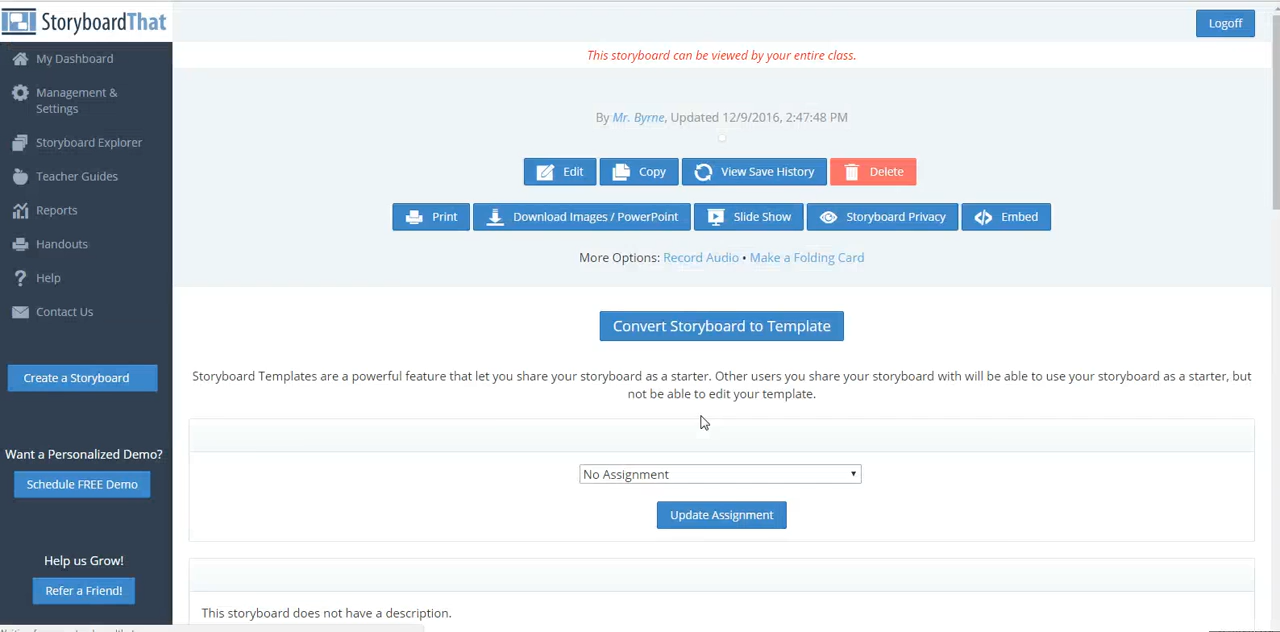 StoryboardThat
Logoff
My Dashboard
Management &
Settings
Storyboard Explorer
Teacher Guides
Reports
Handouts
Help
Contact Us
Create a Storyboard
Want a Personalized Demo?
Schedule FREE Demo
Help us Grow!
Refer a Friend!
This storyboard can be viewed by your entire class.
By Mr. Byrne, Updated 12/9/2016, 2:47:48 PM
Edit Copy View Save History Delete
Print Download Images / PowerPoint Slide Show Storyboard Privacy Embed
More Options: Record Audio • Make a Folding Card
Convert Storyboard to Template
Storyboard Templates are a powerful feature that let you share your storyboard as a starter. Other users you share your storyboard with will be able to use your storyboard as a starter, but
not be able to edit your template.
No Assignment
Update Assignment
This storyboard does not have a description.